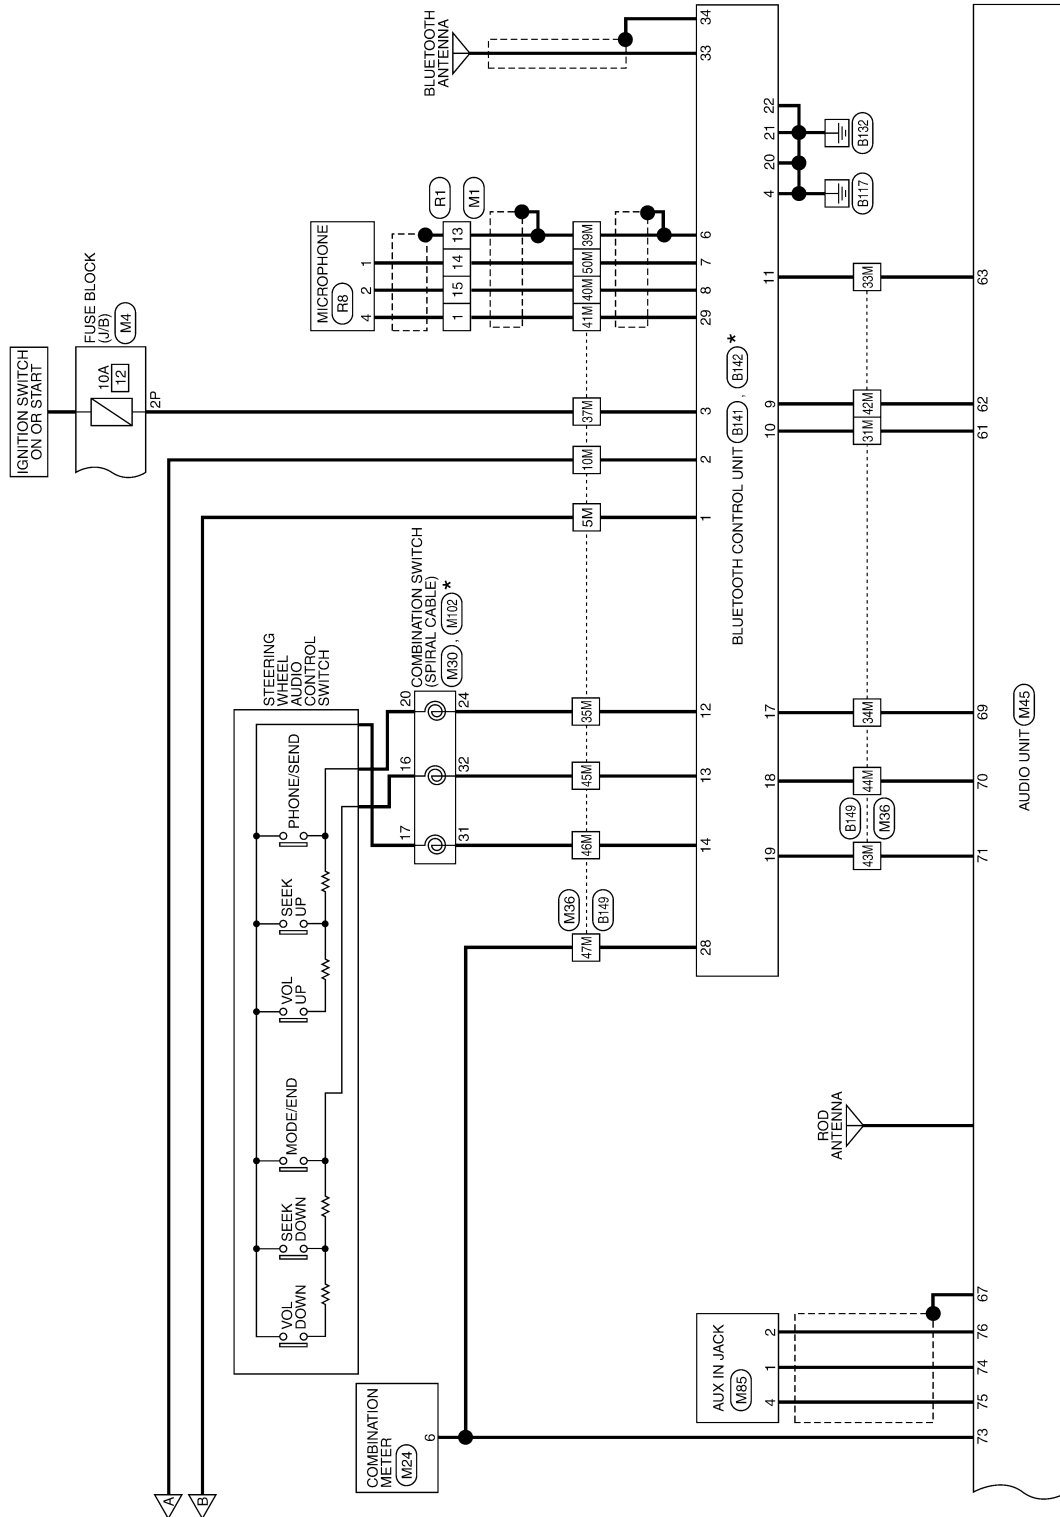 IGNITION SWITCH
ON OR START
FUSE BLOCK
(J/B)
M4
10A
12
2P
A
B
STEERING
WHEEL
AUDIO
CONTROL
SWITCH
VOL
DOWN
SEEK
DOWN
MODE/END
VOL
UP
SEEK
UP
PHONE/SEND
COMBINATION SWITCH
(SPIRAL CABLE)
M30 , M102 *
17
16
20
31
32
24
MICROPHONE
R8
4
2
1
R1
M1
1
15
14
13
BLUETOOTH
ANTENNA
COMBINATION
METER
M24
6
M36
B149
47M
46M
45M
35M
5M
10M
37M
41M
40M
50M
39M
28
14
13
12
1
2
3
29
8
7
6
33
34
BLUETOOTH CONTROL UNIT B141 , B142 *
19
18
17
10
9
11
4
20
21
22
B117
B132
AUX IN JACK
M85
4
1
2
ROD
ANTENNA
B149
M36
43M
44M
34M
31M
42M
33M
73
75
74
76
67
71
70
69
61
62
63
AUDIO UNIT M45